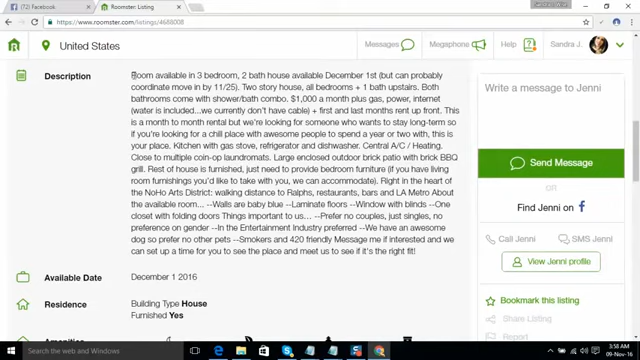 Sandra Wise
(72) Facebook
Roomster: Listing
https://www.roomster.com/listings/4688008
United States
Messages
Megaphone
Help
Sandra J.
Description
Room available in 3 bedroom, 2 bath house available December 1st (but can probably
coordinate move in by 11/25). Two story house, all bedrooms + 1 bath upstairs. Both
bathrooms come with shower/bath combo. $1,000 a month plus gas, power, internet
(water is included...we currently don't have cable) + first and last months rent up front. This
is a month to month rental but we're looking for someone who wants to stay long-term so
if you're looking for a chill place with awesome people to spend a year or two with, this is
your place. Kitchen with gas stove, refrigerator and dishwasher. Central A/C / Heating.
Close to multiple coin-op laundromats. Large enclosed outdoor brick patio with brick BBQ
grill. Rest of house is furnished, just need to provide bedroom furniture (if you have living
room furnishings you'd like to take with you, we can accommodate). Right in the heart of
the NoHo Arts District: walking distance to Ralphs, restaurants, bars and LA Metro About
the available room... --Walls are baby blue --Laminate floors --Window with blinds --One
closet with folding doors Things important to us... --Prefer no couples, just singles, no
preference on gender --In the Entertainment Industry preferred --We have an awesome
dog so prefer no other pets --Smokers and 420 friendly Message me if interested and we
can set up a time for you to see the place and meet us to see if it's the right fit!
Available Date
December 1 2016
Residence
Building Type House
Furnished Yes
Amenities
Write a message to Jenni
Send Message
on
Find Jenni on f
Call Jenni
SMS Jenni
View Jenni profile
Bookmark this listing
Share Listing
Report
Search the web and Windows
3:58 AM
09-Nov-16